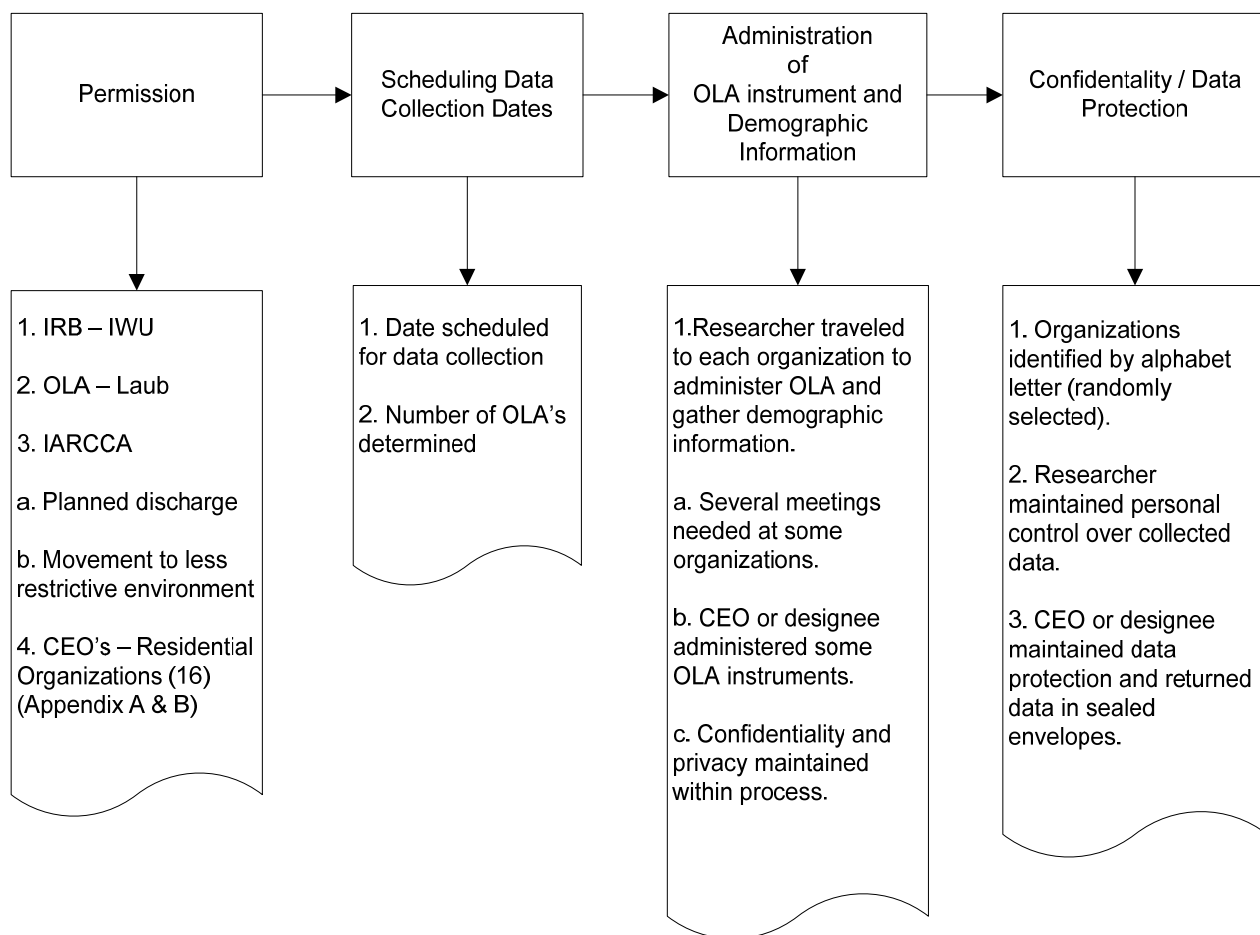 Permission
Scheduling Data
Collection Dates
Administration
of
OLA instrument and
Demographic
Information
Confidentality / Data
Protection
1. IRB – IWU
2. OLA – Laub
3. IARCCA
a. Planned discharge
b. Movement to less
restrictive environment
4. CEO’s – Residential
Organizations (16)
(Appendix A & B)
1. Date scheduled
for data collection
2. Number of OLA’s
determined
1.Researcher traveled
to each organization to
administer OLA and
gather demographic
information.
a. Several meetings
needed at some
organizations.
b. CEO or designee
administered some
OLA instruments.
c. Confidentiality and
privacy maintained
within process.
1. Organizations
identified by alphabet
letter (randomly
selected).
2. Researcher
maintained personal
control over collected
data.
3. CEO or designee
maintained data
protection and returned
data in sealed
envelopes.